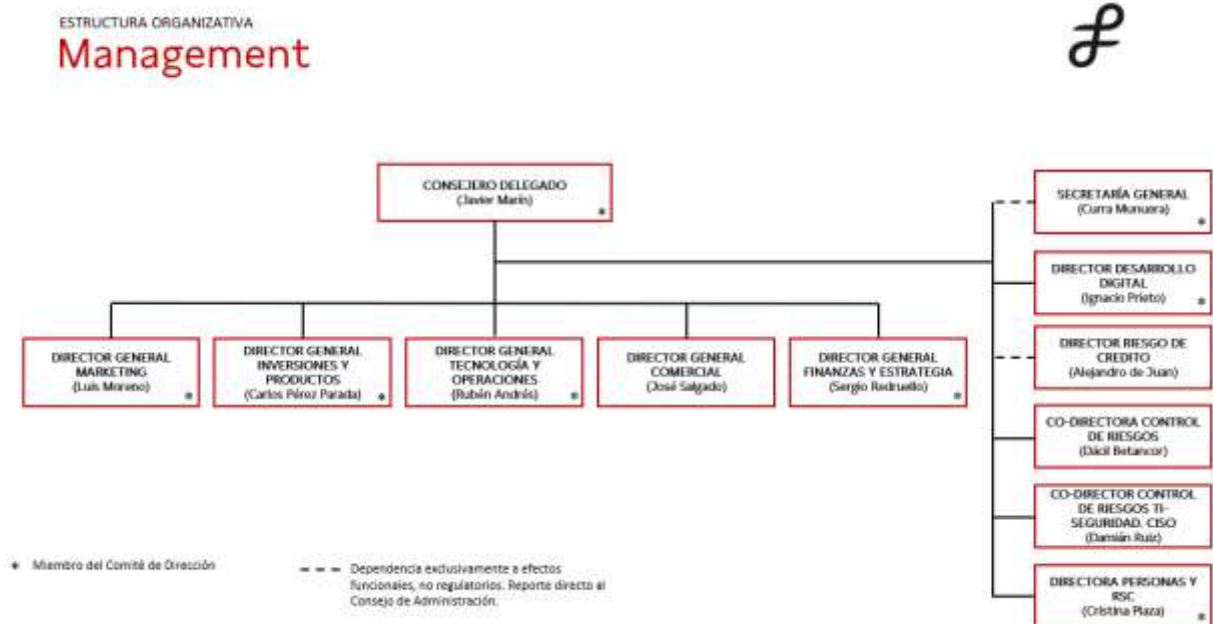 ESTRUCTURA ORGANIZATIVA
Management
CONSEJERO DELEGADO
(Javier Marín)
*
SECRETARÍA GENERAL
(Curra Munuera)
*
DIRECTOR DESARROLLO
DIGITAL
(Ignacio Prieto)
*
DIRECTOR RIESGO DE
CREDITO
(Alejandro de Juan)
CO-DIRECTORA CONTROL
DE RIESGOS
(Dácil Betancor)
CO-DIRECTOR CONTROL
DE RIESGOS TI-
SEGURIDAD. CISO
(Damián Ruiz)
DIRECTORA PERSONAS Y
RSC
(Cristina Plaza)
*
DIRECTOR GENERAL
MARKETING
(Luis Moreno)
*
DIRECTOR GENERAL
INVERSIONES Y
PRODUCTOS
(Carlos Pérez Parada)
*
DIRECTOR GENERAL
TECNOLOGÍA Y
OPERACIONES
(Rubén Andrés)
*
DIRECTOR GENERAL
COMERCIAL
(José Salgado)
DIRECTOR GENERAL
FINANZAS Y ESTRATEGIA
(Sergio Redruello)
*
* Miembro del Comité de Dirección
Dependencia exclusivamente a efectos
funcionales, no regulatorios. Reporte directo al
Consejo de Administración.